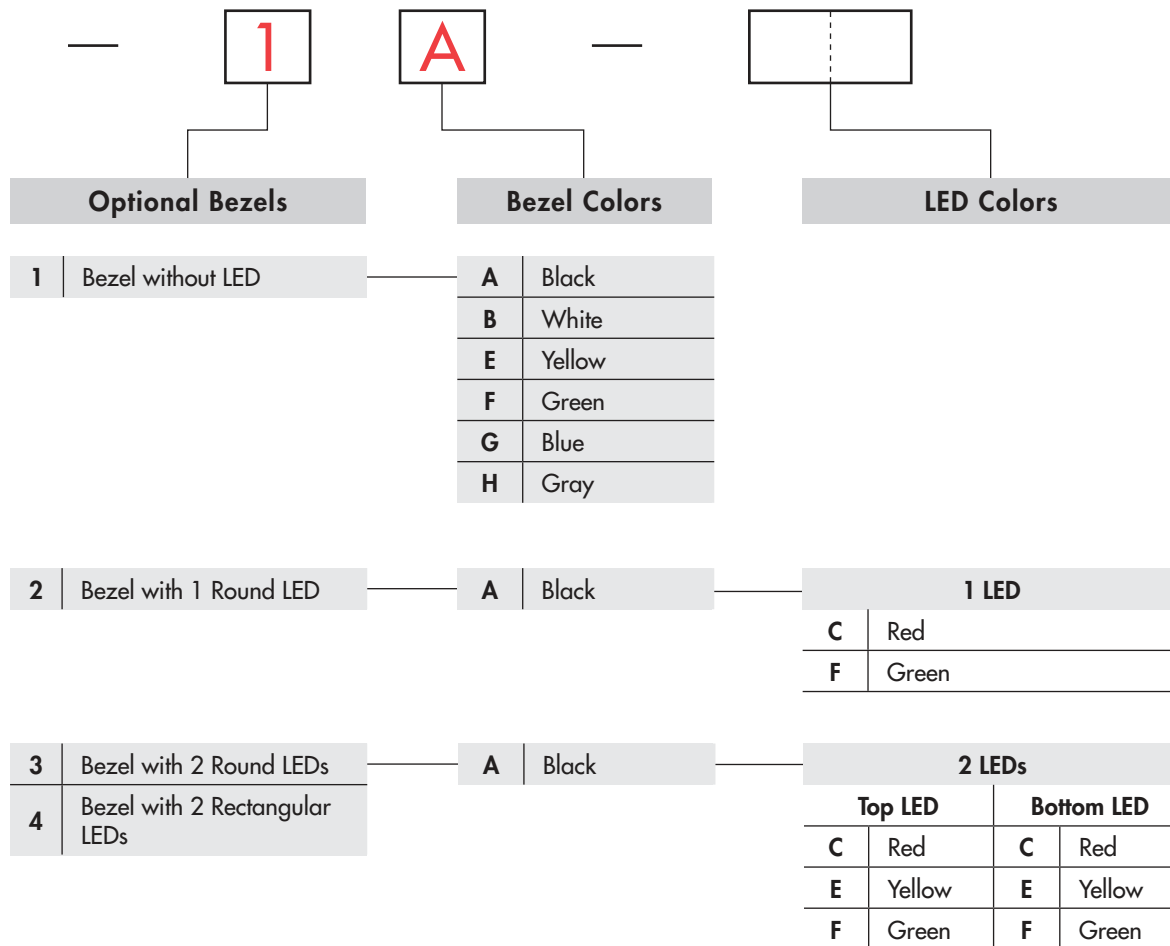 — 1 A —
Optional Bezels Bezel Colors LED Colors
1 Bezel without LED A Black
B White
E Yellow
F Green
G Blue
H Gray
2 Bezel with 1 Round LED A Black 1 LED
C Red
F Green
3 Bezel with 2 Round LEDs A Black 2 LEDs
4 Bezel with 2 Rectangular
LEDs
Top LED Bottom LED
C Red C Red
E Yellow E Yellow
F Green F Green